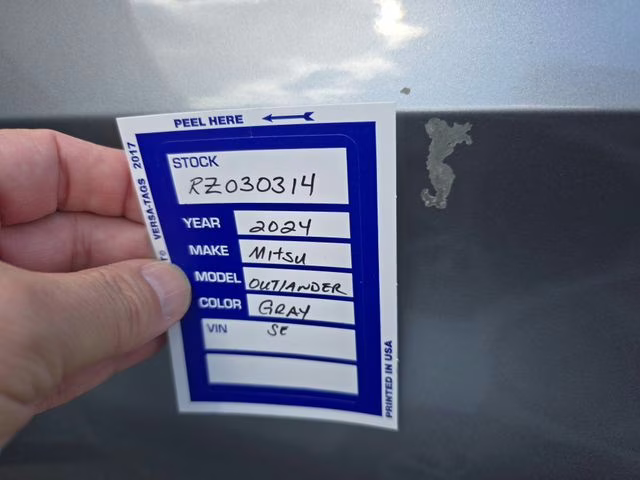 PEEL HERE
VERSA-TAGS 2017
STOCK
RZ030314
YEAR 2024
MAKE Mitsu
MODEL OUTLANDER
COLOR GRAY
VIN SE
PRINTED IN USA